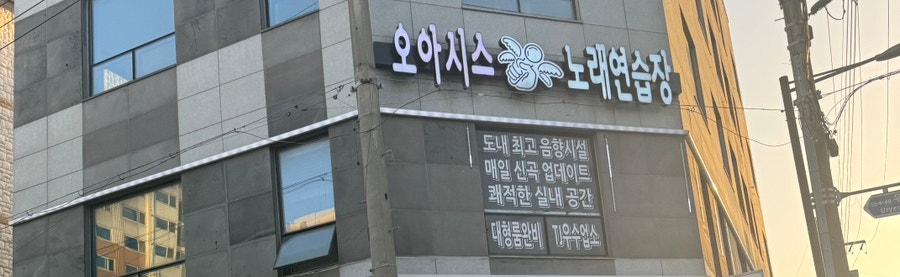 오아시스 노래연습장
도내 최고 음향시설
매일 신곡 업데이트
쾌적한 실내 공간
대형룸완비 TJ우수업소